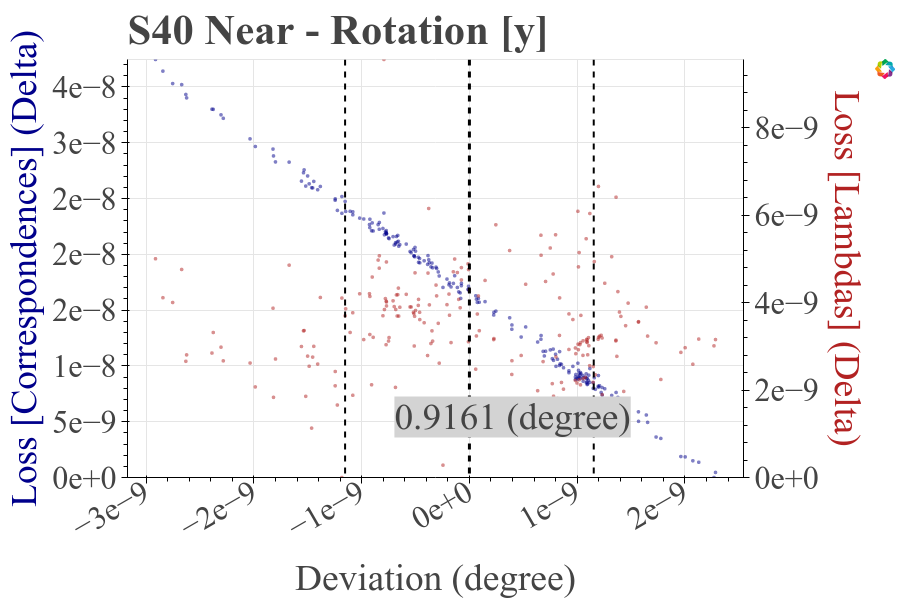 S40 Near - Rotation [y]
Loss [Correspondences] (Delta)
4e−8
3e−8
2e−8
2e−8
2e−8
1e−8
5e−9
0e+0
8e−9
6e−9
4e−9
2e−9
0e+0
Loss [Lambdas] (Delta)
0.9161 (degree)
−3e−9
−2e−9
−1e−9
0e+0
1e−9
2e−9
Deviation (degree)